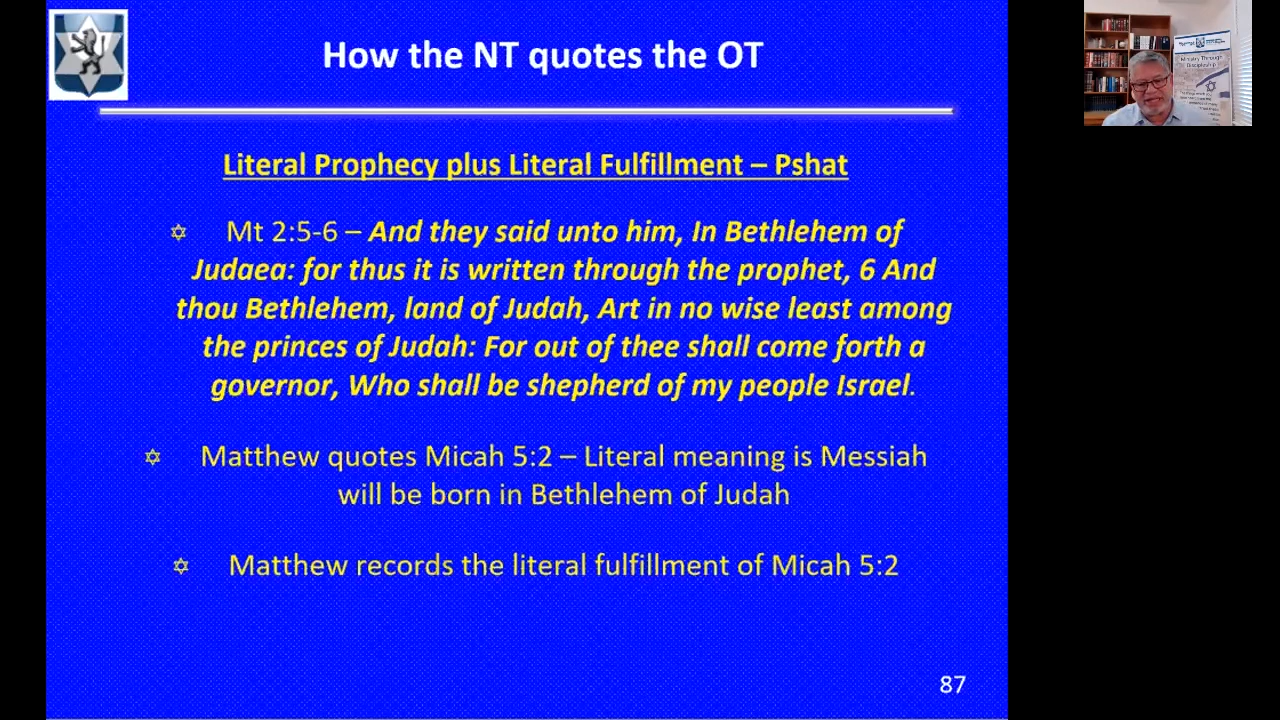 How the NT quotes the OT
Literal Prophecy plus Literal Fulfillment – Pshat
Mt 2:5-6 – And they said unto him, In Bethlehem of
Judaea: for thus it is written through the prophet, 6 And
thou Bethlehem, land of Judah, Art in no wise least among
the princes of Judah: For out of thee shall come forth a
governor, Who shall be shepherd of my people Israel.
Matthew quotes Micah 5:2 – Literal meaning is Messiah
will be born in Bethlehem of Judah
Matthew records the literal fulfillment of Micah 5:2
87
Ministry Through
Discipleship